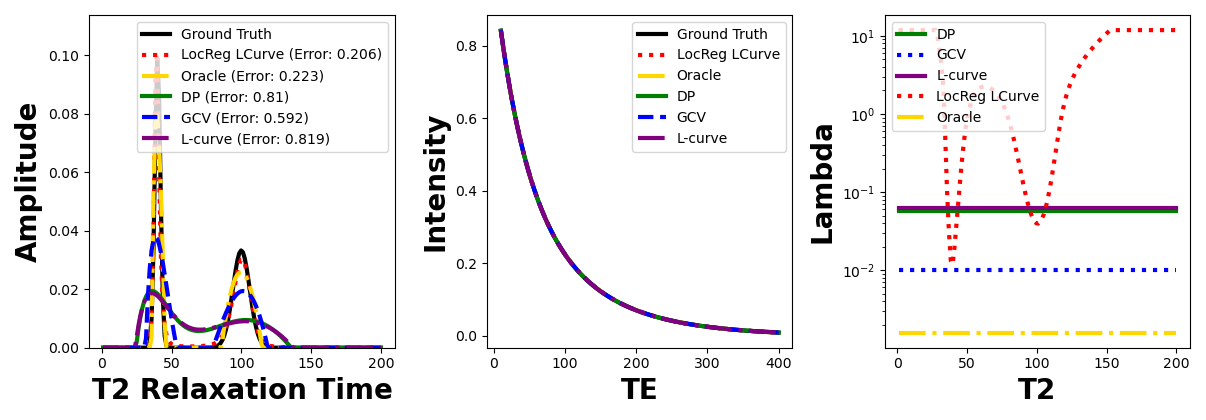 Amplitude
0.10
0.08
0.06
0.04
0.02
0.00
Ground Truth
LocReg LCurve (Error: 0.206)
Oracle (Error: 0.223)
DP (Error: 0.81)
GCV (Error: 0.592)
L-curve (Error: 0.819)
0 50 100 150 200
T2 Relaxation Time
Intensity
0.8
0.6
0.4
0.2
0.0
Ground Truth
LocReg LCurve
Oracle
DP
GCV
L-curve
0 100 200 300 400
TE
Lambda
10¹
10⁰
10⁻¹
10⁻²
DP
GCV
L-curve
LocReg LCurve
Oracle
0 50 100 150 200
T2